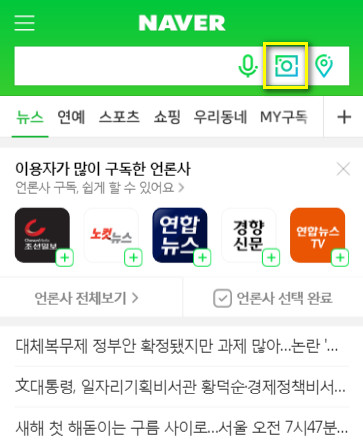 NAVER
뉴스 연예 스포츠 쇼핑 우리동네 MY구독
이용자가 많이 구독한 언론사
언론사 구독, 쉽게 할 수 있어요 >
조선일보 노컷뉴스 연합뉴스 경향신문 연합뉴스TV
언론사 전체보기 > 언론사 선택 완료
대체복무제 정부안 확정됐지만 과제 많아...논란 '...
文대통령, 일자리기획비서관 황덕순·경제정책비서...
새해 첫 해돋이는 구름 사이로...서울 오전 7시47분...